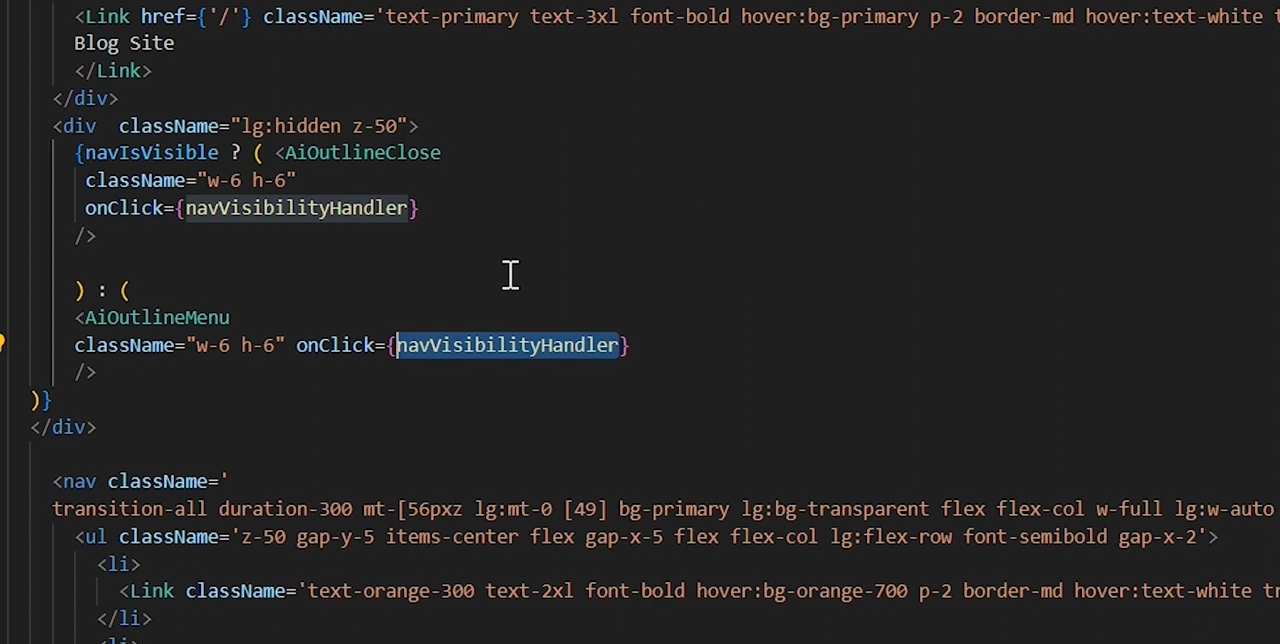 <Link href={'/'} className='text-primary text-3xl font-bold hover:bg-primary p-2 border-md hover:text-white
Blog Site
</Link>
</div>
<div  className="lg:hidden z-50">
{navIsVisible ? ( <AiOutlineClose
className="w-6 h-6"
onClick={navVisibilityHandler}
/>
) : (
<AiOutlineMenu
className="w-6 h-6" onClick={navVisibilityHandler}
/>
)}
</div>
<nav className='
transition-all duration-300 mt-[56pxz lg:mt-0 [49] bg-primary lg:bg-transparent flex flex-col w-full lg:w-auto
<ul className='z-50 gap-y-5 items-center flex gap-x-5 flex flex-col lg:flex-row font-semibold gap-x-2'>
<li>
<Link className='text-orange-300 text-2xl font-bold hover:bg-orange-700 p-2 border-md hover:text-white
</li>
<li>